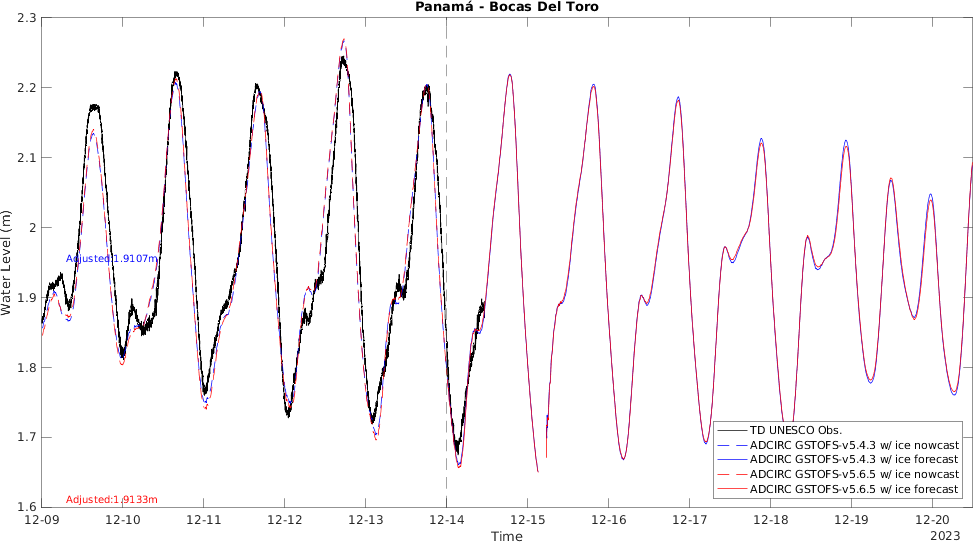 Panamá - Bocas Del Toro
2.3
2.2
2.1
2
1.9
1.8
1.7
1.6
Water Level (m)
Adjusted:1.9107m
Adjusted:1.9133m
TD UNESCO Obs.
ADCIRC GSTOFS-v5.4.3 w/ ice nowcast
ADCIRC GSTOFS-v5.4.3 w/ ice forecast
ADCIRC GSTOFS-v5.6.5 w/ ice nowcast
ADCIRC GSTOFS-v5.6.5 w/ ice forecast
12-09 12-10 12-11 12-12 12-13 12-14 12-15 12-16 12-17 12-18 12-19 12-20
Time
2023